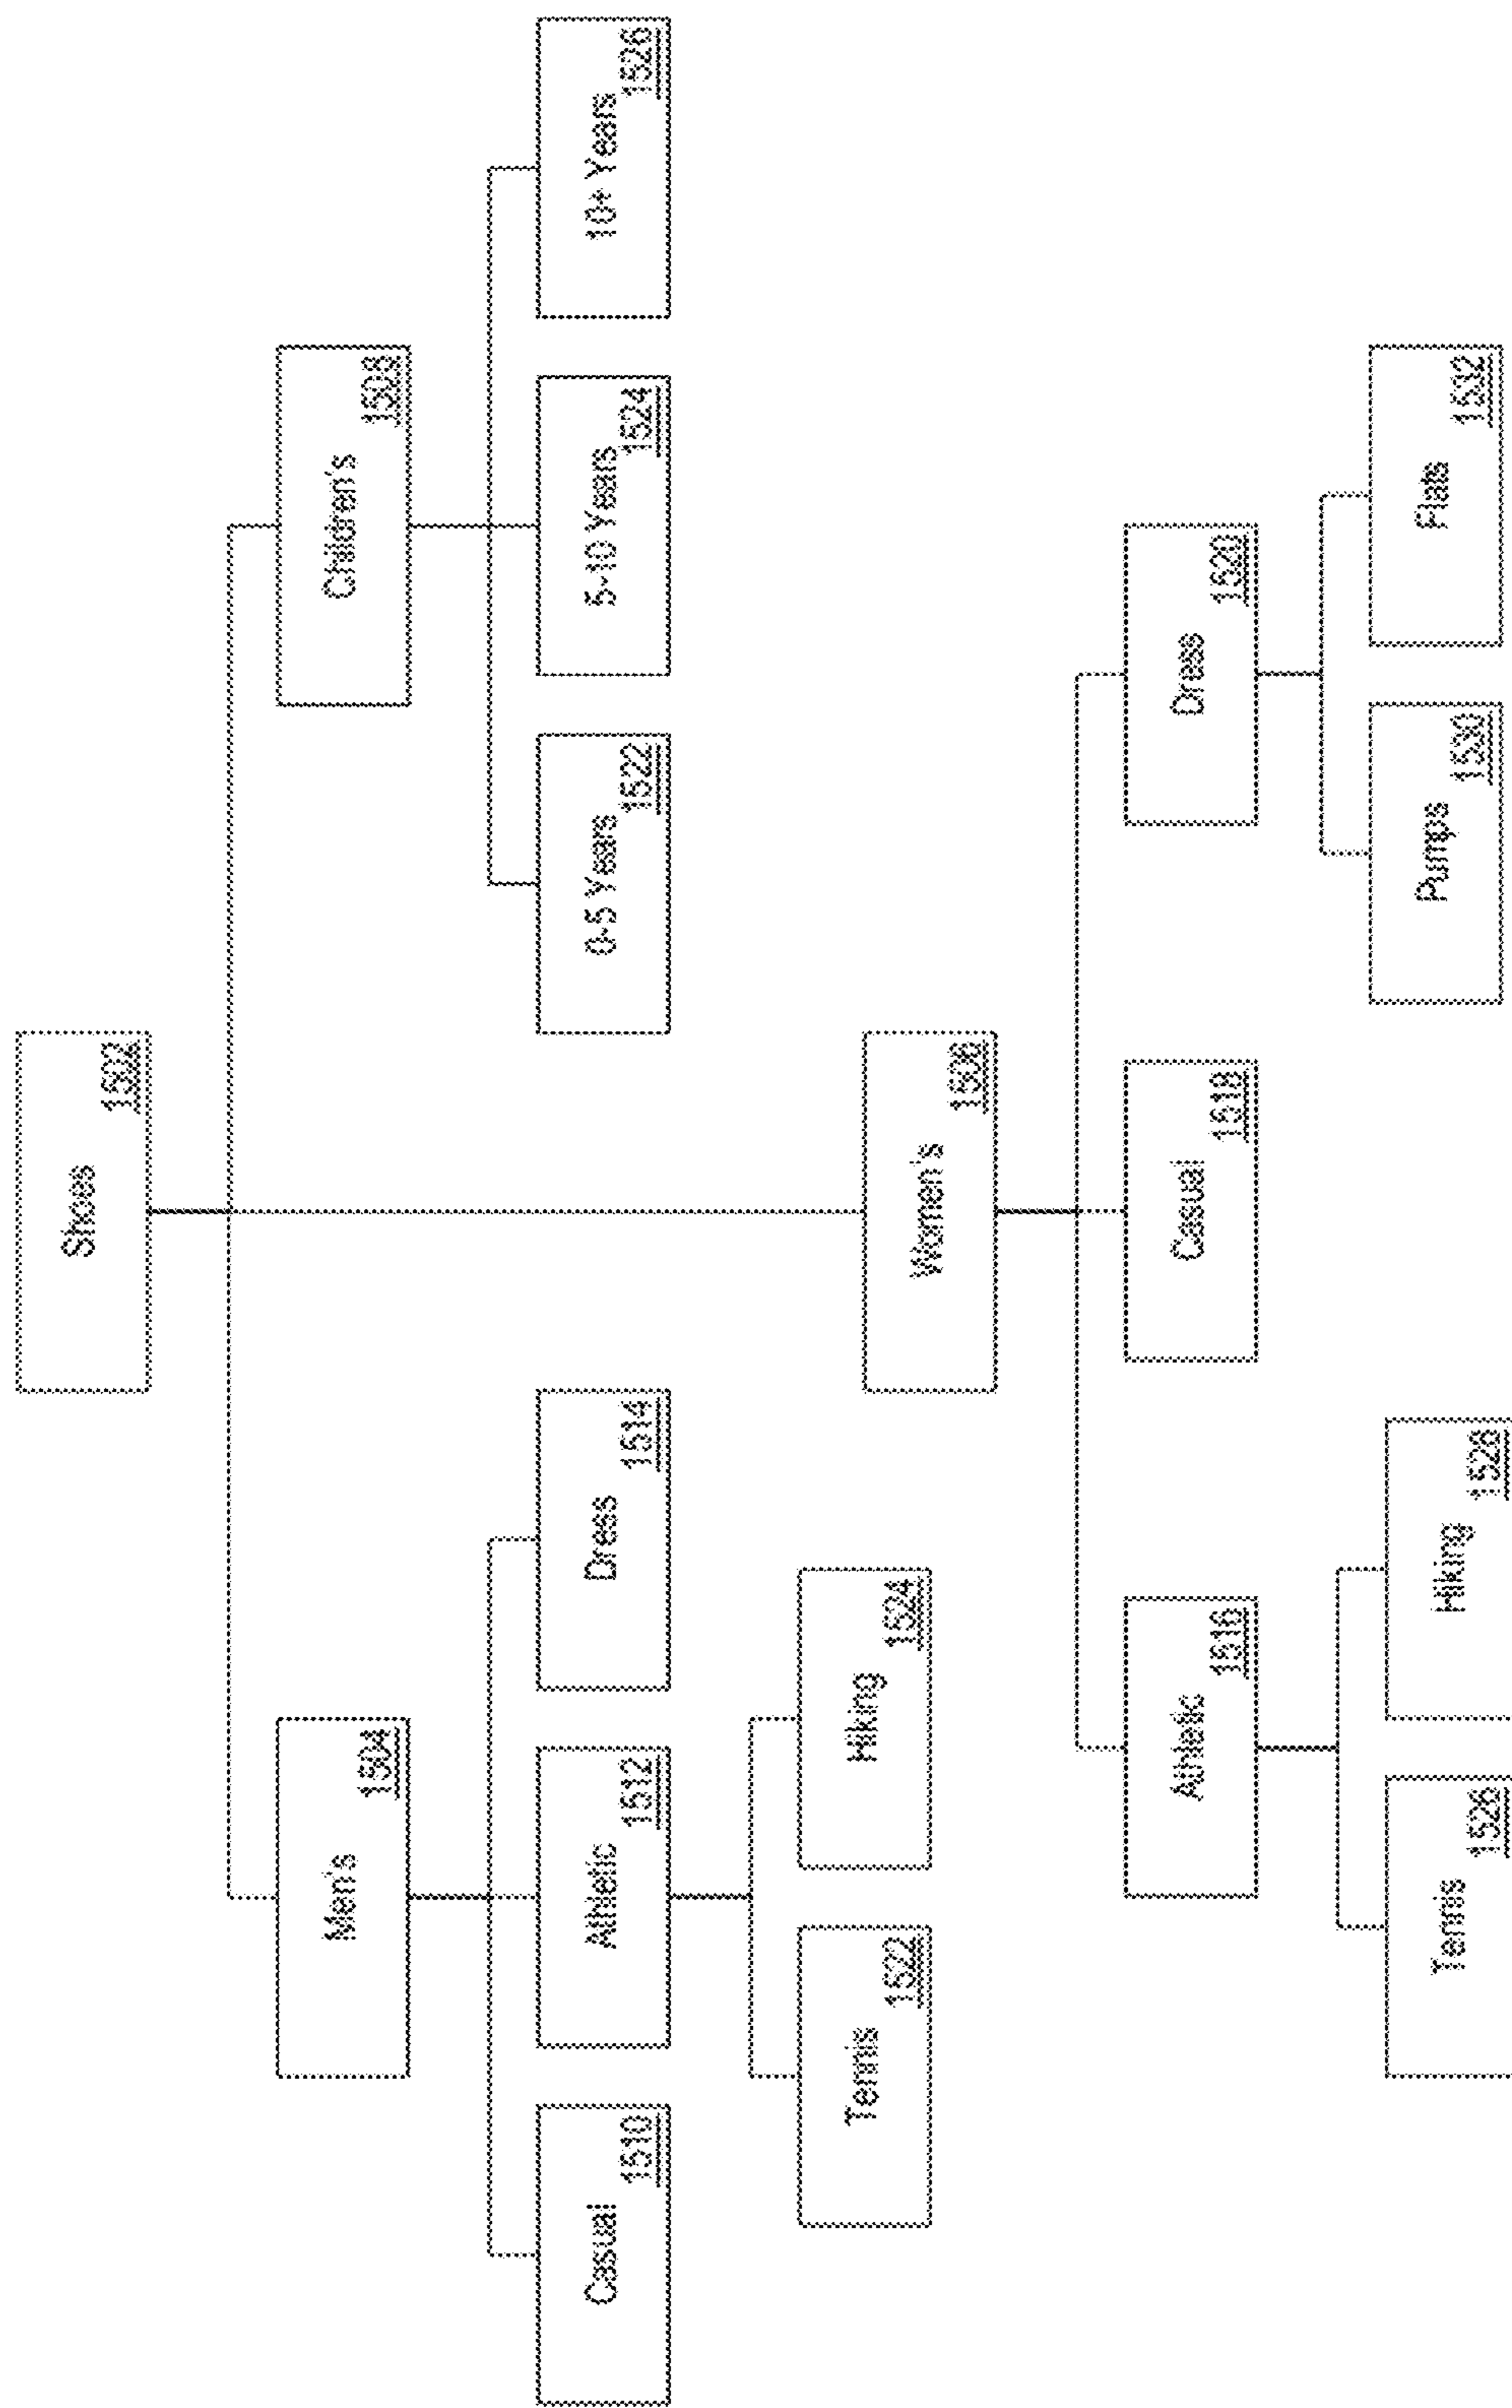 Shoes
1502
Men's
1504
Children's
1508
Casual
1510
Athletic
1512
Dress
1514
0-5 Years
1522
5-10 Years
1524
10+ Years
1526
Tennis
1522
Hiking
1524
Women's
1506
Athletic
1516
Casual
1518
Dress
1520
Tennis
1526
Hiking
1528
Pumps
1530
Flats
1532